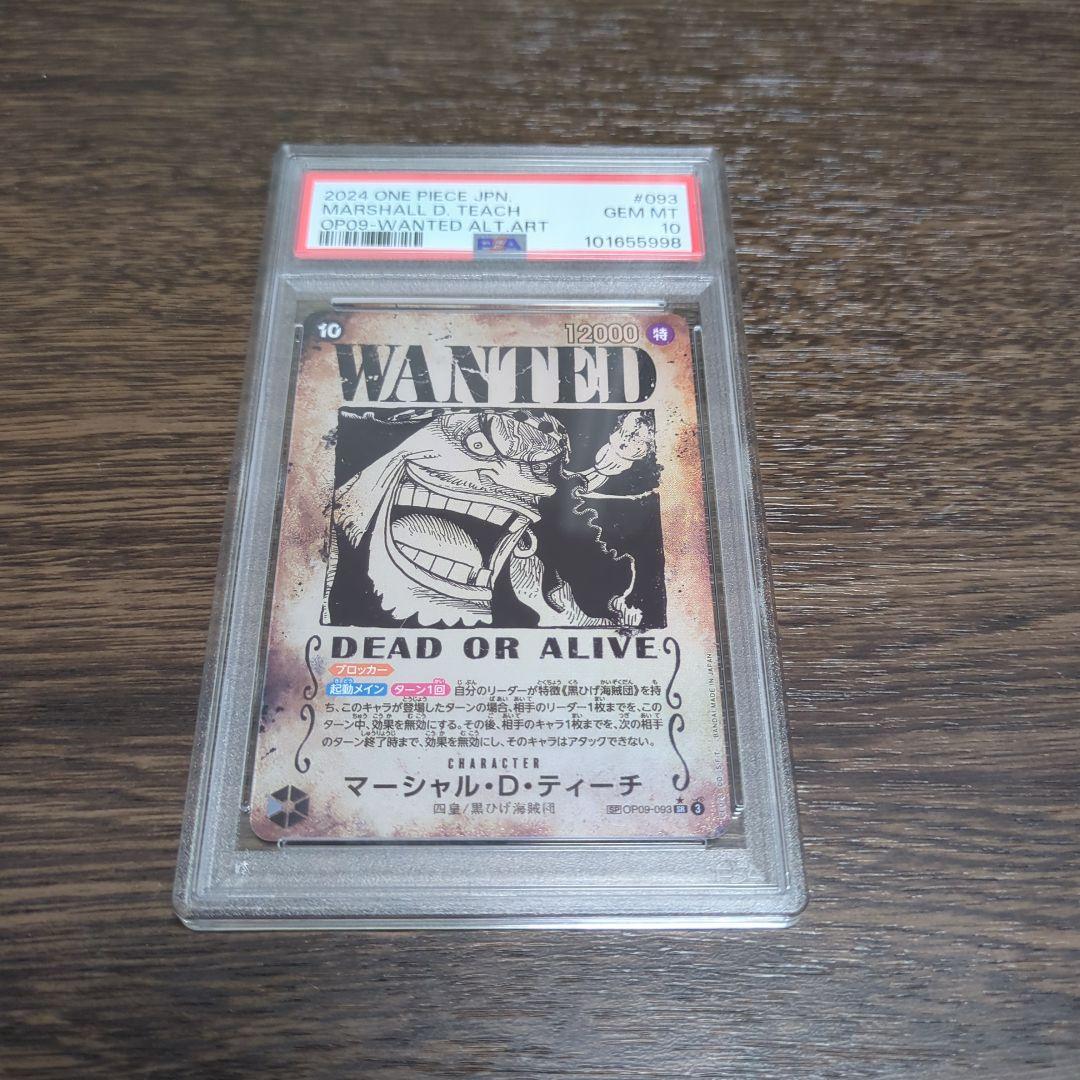 2024 ONE PIECE JPN. #093
MARSHALL D. TEACH GEM MT
OP09-WANTED ALT.ART 10
PSA 101655998
10 12000 特
WANTED
DEAD OR ALIVE
ブロッカー
起動メイン ターン1回 自分のリーダーが特徴《黒ひげ海賊団》を持
ち、このキャラが登場したターンの場合、相手のリーダー1枚までを、この
ターン中、効果を無効にする。その後、相手のキャラ1枚までを、次の相手
のターン終了時まで、効果を無効にし、そのキャラはアタックできない。
CHARACTER
マーシャル・D・ティーチ
四皇/黒ひげ海賊団
SP OP09-093 SR 3
BANDAI MADE IN JAPAN